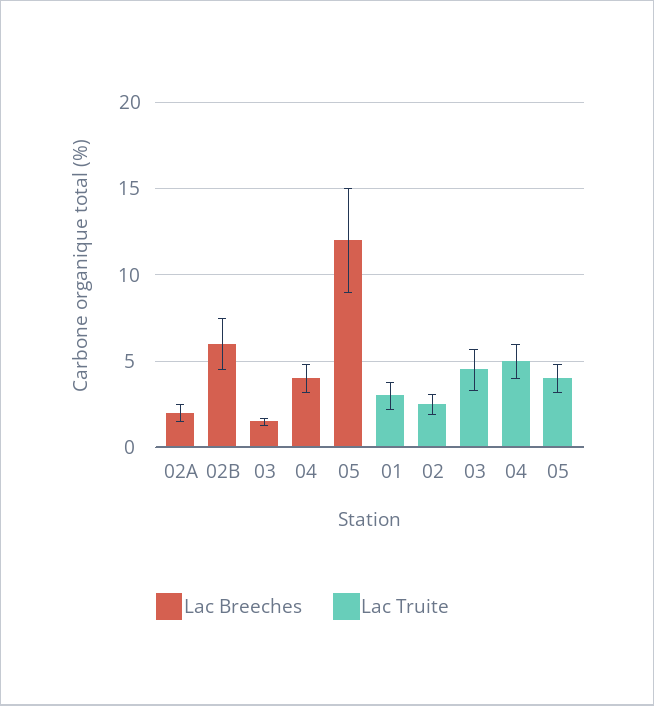 Carbone organique total (%)
20
15
10
5
0
02A 02B 03 04 05 01 02 03 04 05
Station
Lac Breeches Lac Truite